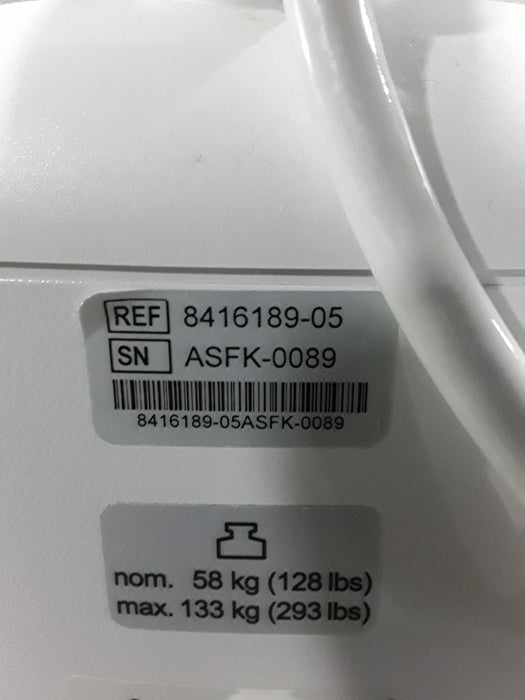 REF 8416189-05
SN ASFK-0089
8416189-05ASFK-0089
nom. 58 kg (128 lbs)
max. 133 kg (293 lbs)